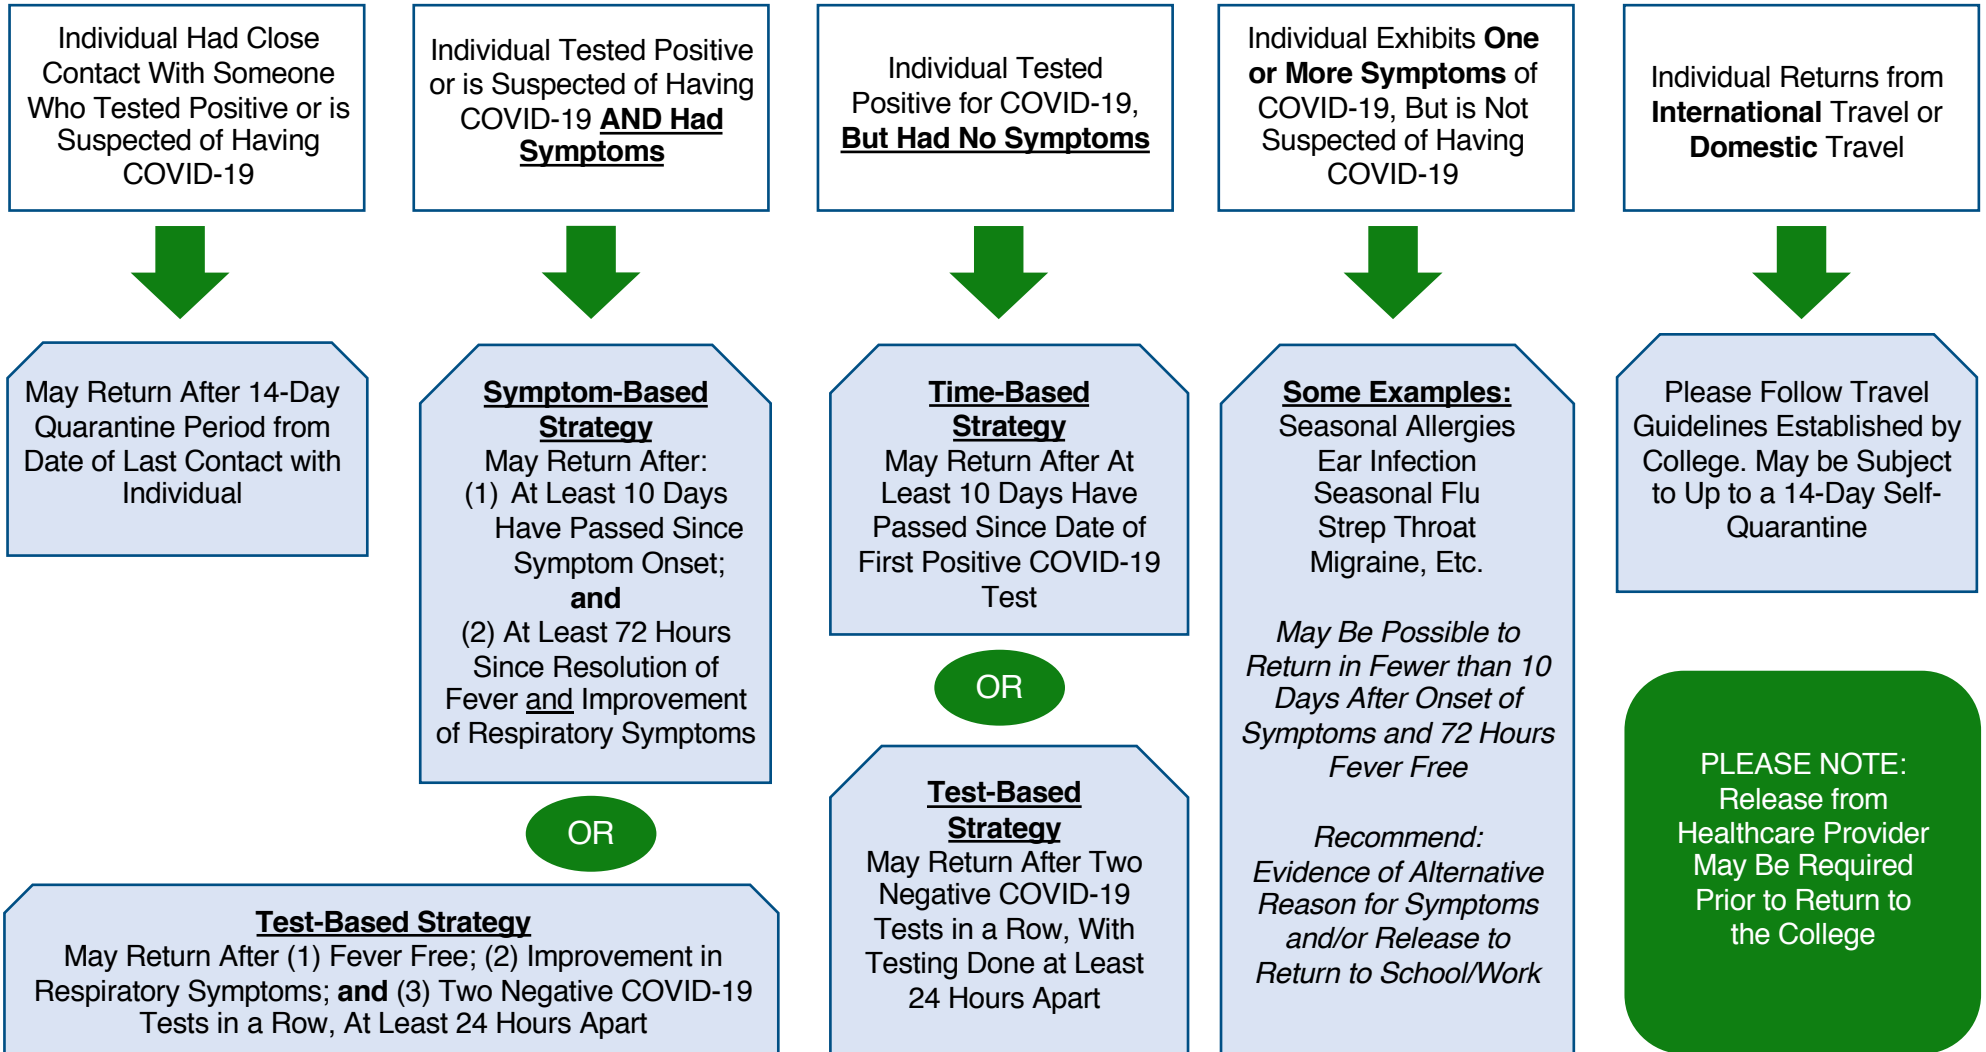 Individual Had Close
Contact With Someone
Who Tested Positive or is
Suspected of Having
COVID-19
May Return After 14-Day
Quarantine Period from
Date of Last Contact with
Individual
Individual Tested Positive
or is Suspected of Having
COVID-19 AND Had
Symptoms
Symptom-Based
Strategy
May Return After:
(1) At Least 10 Days
Have Passed Since
Symptom Onset;
and
(2) At Least 72 Hours
Since Resolution of
Fever and Improvement
of Respiratory Symptoms
OR
Test-Based Strategy
May Return After (1) Fever Free; (2) Improvement in
Respiratory Symptoms; and (3) Two Negative COVID-19
Tests in a Row, At Least 24 Hours Apart
Individual Tested
Positive for COVID-19,
But Had No Symptoms
Time-Based
Strategy
May Return After At
Least 10 Days Have
Passed Since Date of
First Positive COVID-19
Test
OR
Test-Based
Strategy
May Return After Two
Negative COVID-19
Tests in a Row, With
Testing Done at Least
24 Hours Apart
Individual Exhibits One
or More Symptoms of
COVID-19, But is Not
Suspected of Having
COVID-19
Some Examples:
Seasonal Allergies
Ear Infection
Seasonal Flu
Strep Throat
Migraine, Etc.
May Be Possible to
Return in Fewer than 10
Days After Onset of
Symptoms and 72 Hours
Fever Free
Recommend:
Evidence of Alternative
Reason for Symptoms
and/or Release to
Return to School/Work
Individual Returns from
International Travel or
Domestic Travel
Please Follow Travel
Guidelines Established by
College. May be Subject
to Up to a 14-Day Self-
Quarantine
PLEASE NOTE:
Release from
Healthcare Provider
May Be Required
Prior to Return to
the College